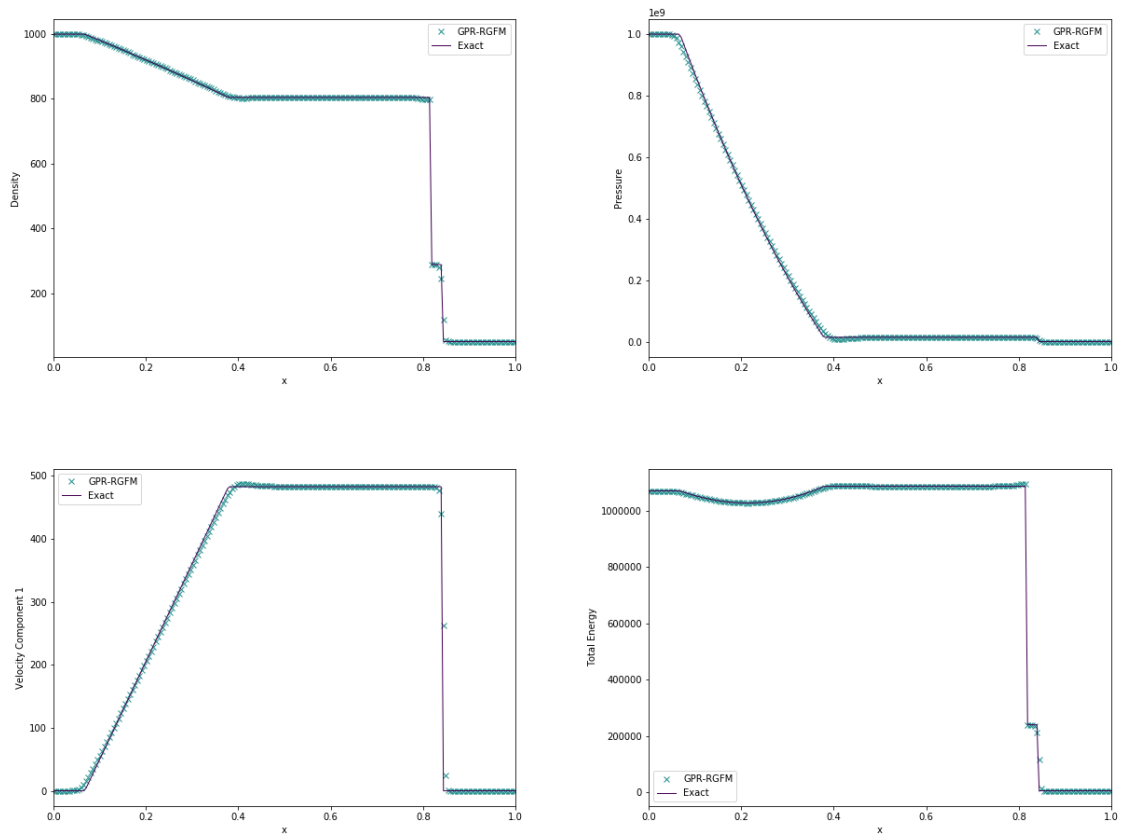 1000
800
600
400
200
Density
0.0 0.2 0.4 0.6 0.8 1.0
x
GPR-RGFM
Exact
1e9
1.0
0.8
0.6
0.4
0.2
0.0
Pressure
0.0 0.2 0.4 0.6 0.8 1.0
x
GPR-RGFM
Exact
500
400
300
200
100
0
Velocity Component 1
0.0 0.2 0.4 0.6 0.8 1.0
x
GPR-RGFM
Exact
1000000
800000
600000
400000
200000
0
Total Energy
0.0 0.2 0.4 0.6 0.8 1.0
x
GPR-RGFM
Exact